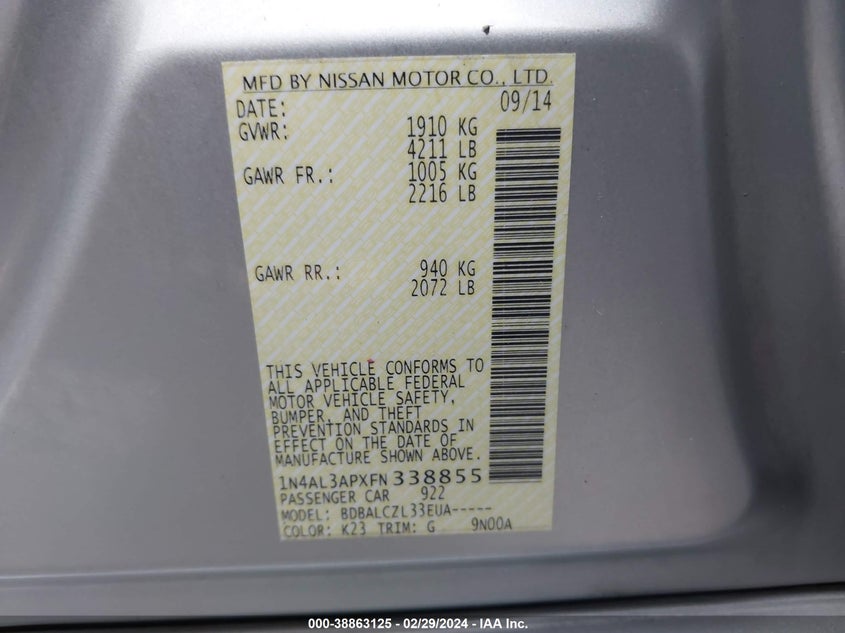 MFD BY NISSAN MOTOR CO., LTD.
DATE: 09/14
GVWR: 1910 KG
4211 LB
GAWR FR.: 1005 KG
2216 LB
GAWR RR.: 940 KG
2072 LB
THIS VEHICLE CONFORMS TO
ALL APPLICABLE FEDERAL
MOTOR VEHICLE SAFETY,
BUMPER, AND THEFT
PREVENTION STANDARDS IN
EFFECT ON THE DATE OF
MANUFACTURE SHOWN ABOVE.
1N4AL3APXFN338855
PASSENGER CAR 922
MODEL: BDBALCZL33EUA-----
COLOR: K23 TRIM: G 9N00A
000-38863125 - 02/29/2024 - IAA Inc.